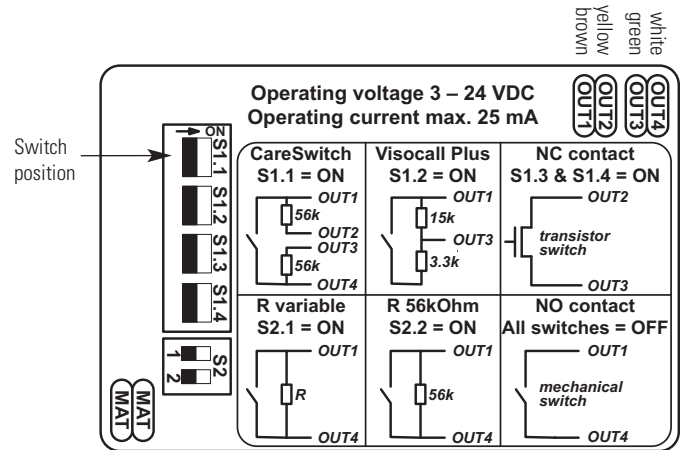 brown
yellow
green
white
OUT1
OUT2
OUT3
OUT4
Operating voltage 3 – 24 VDC
Operating current max. 25 mA
Switch
position
ON
S1.1
S1.2
S1.3
S1.4
1
2
S2
MAT
MAT
CareSwitch
S1.1 = ON
OUT1
56k
OUT2
OUT3
56k
OUT4
Visocall Plus
S1.2 = ON
OUT1
15k
OUT3
3.3k
OUT4
NC contact
S1.3 & S1.4 = ON
OUT2
transistor
switch
OUT3
R variable
S2.1 = ON
OUT1
R
OUT4
R 56kOhm
S2.2 = ON
OUT1
56k
OUT4
NO contact
All switches = OFF
OUT1
mechanical
switch
OUT4